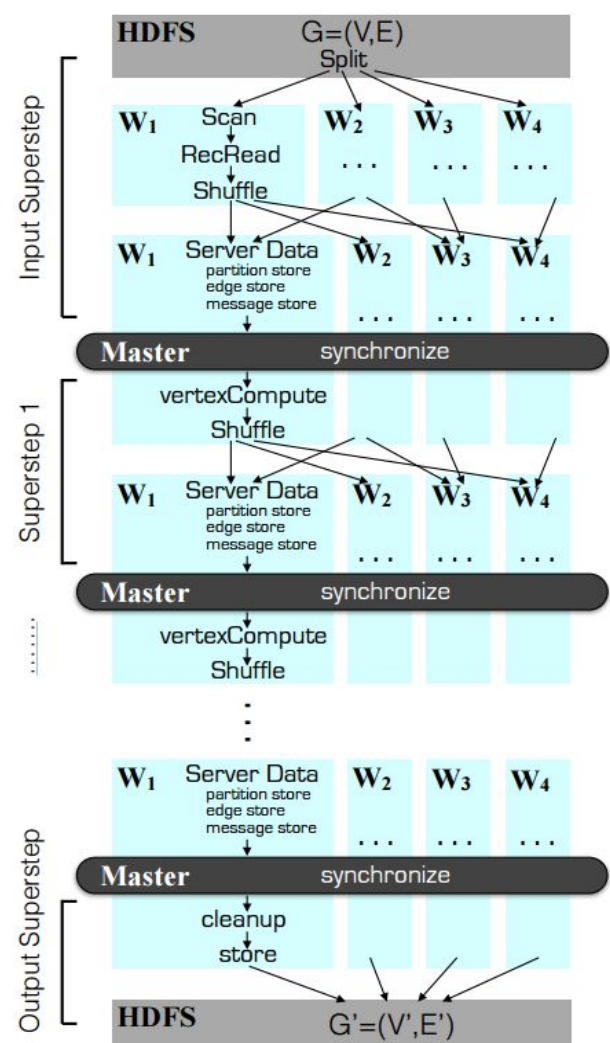 HDFS G=(V,E)
Split
Input Superstep
W1 Scan W2 W3 W4
RecRead ... ... ...
Shuffle
W1 Server Data W2 W3 W4
partition store
edge store
message store ... ... ...
Master synchronize
Superstep 1
vertexCompute
Shuffle
W1 Server Data W2 W3 W4
partition store
edge store
message store ... ... ...
Master synchronize
vertexCompute
Shuffle
W1 Server Data W2 W3 W4
partition store
edge store
message store ... ... ...
Master synchronize
Output Superstep
cleanup
store
HDFS G'=(V',E')